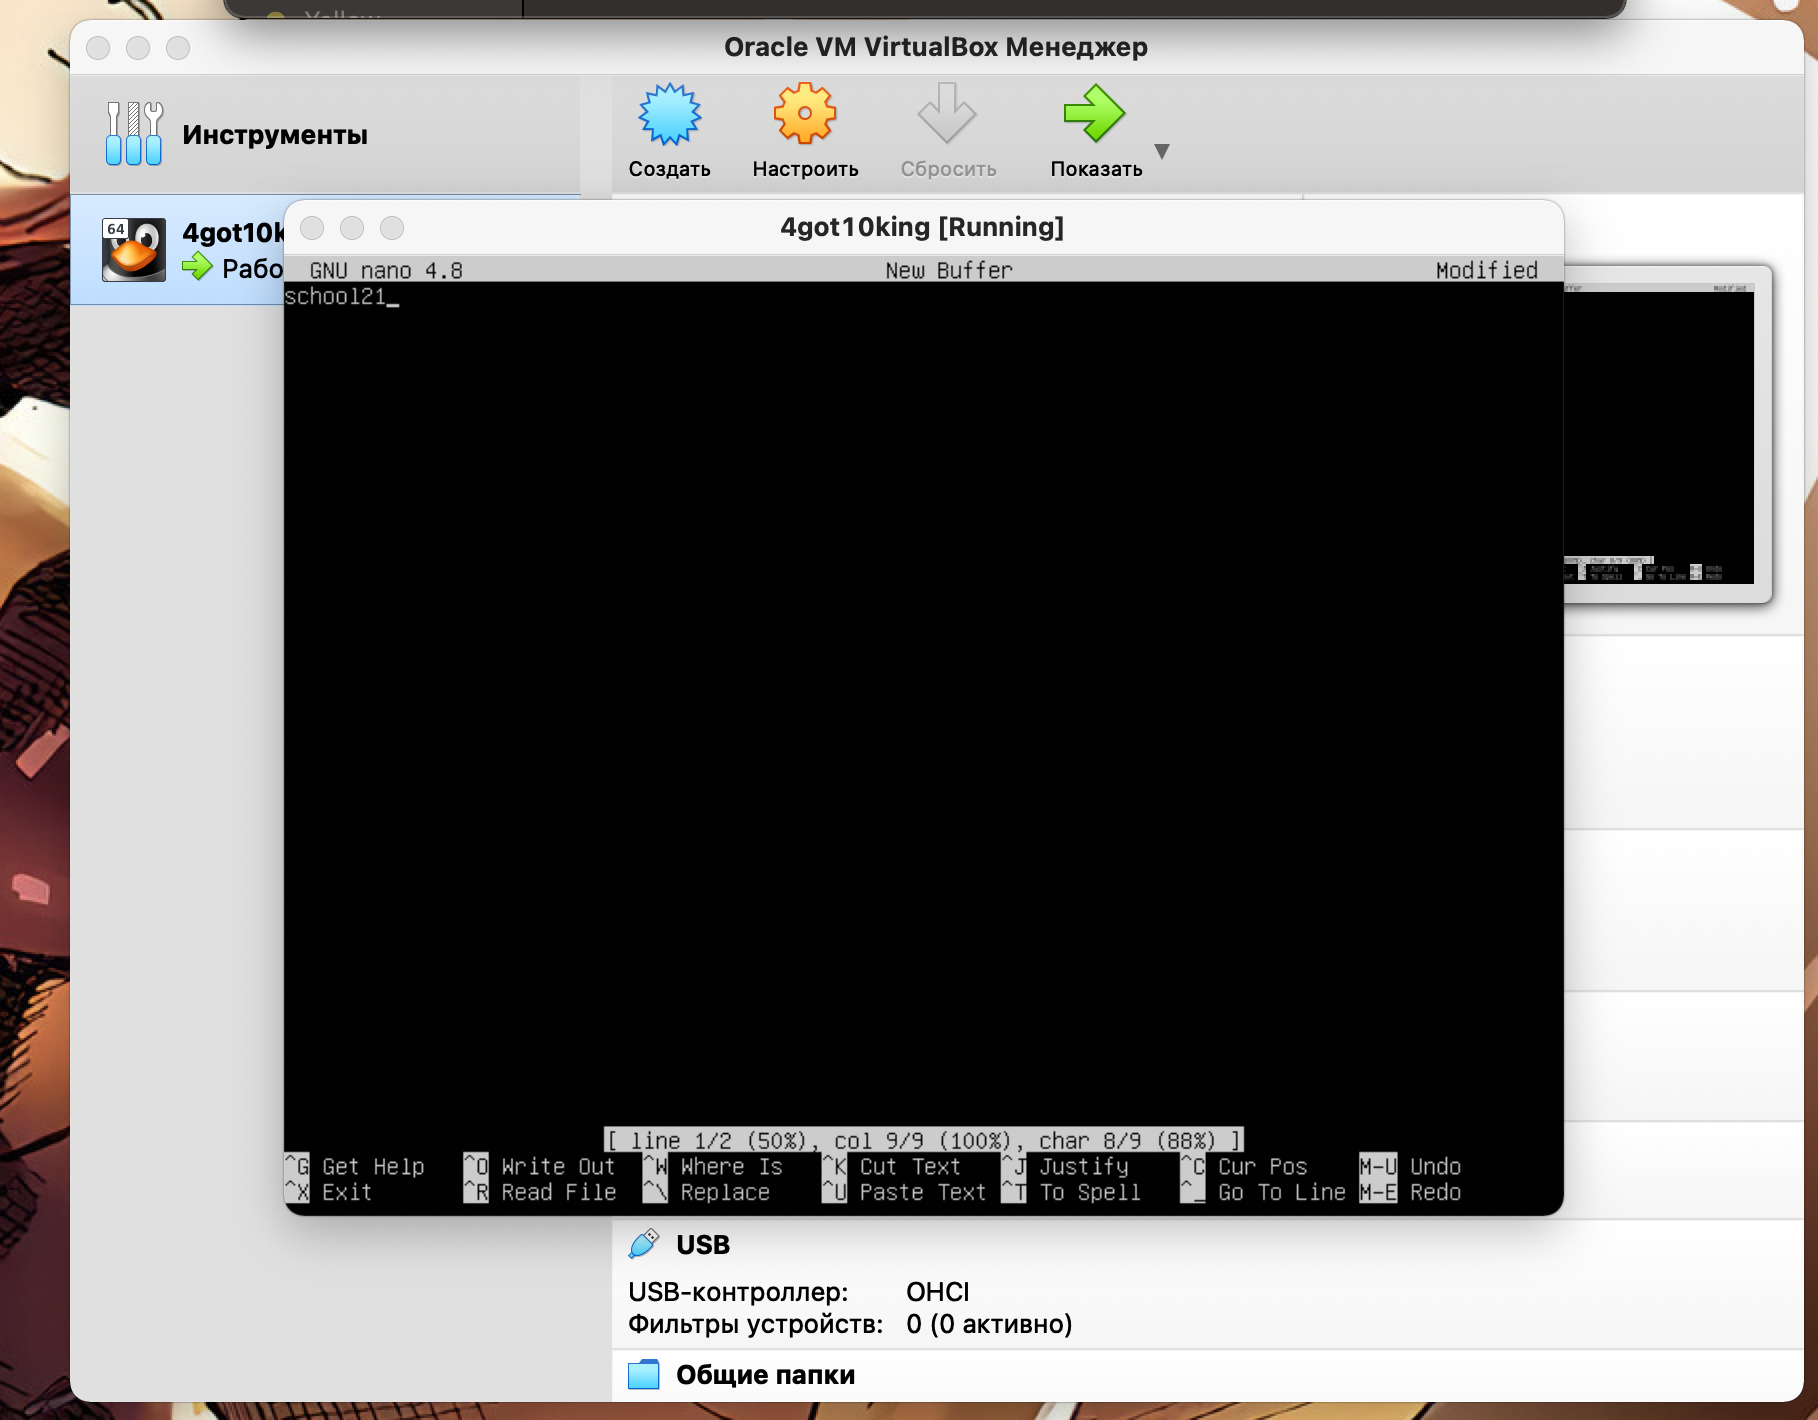 Yellow
Oracle VM VirtualBox Менеджер
Инструменты
Создать
Настроить
Сбросить
Показать
64
4got10k
Рабо
4got10king [Running]
GNU nano 4.8 New Buffer Modified
school21_
[ line 1/2 (50%), col 9/9 (100%), char 8/9 (88%) ]
^G Get Help ^O Write Out ^W Where Is ^K Cut Text ^J Justify ^C Cur Pos M-U Undo
^X Exit ^R Read File ^\ Replace ^U Paste Text ^T To Spell ^_ Go To Line M-E Redo
USB
USB-контроллер: OHCI
Фильтры устройств: 0 (0 активно)
Общие папки